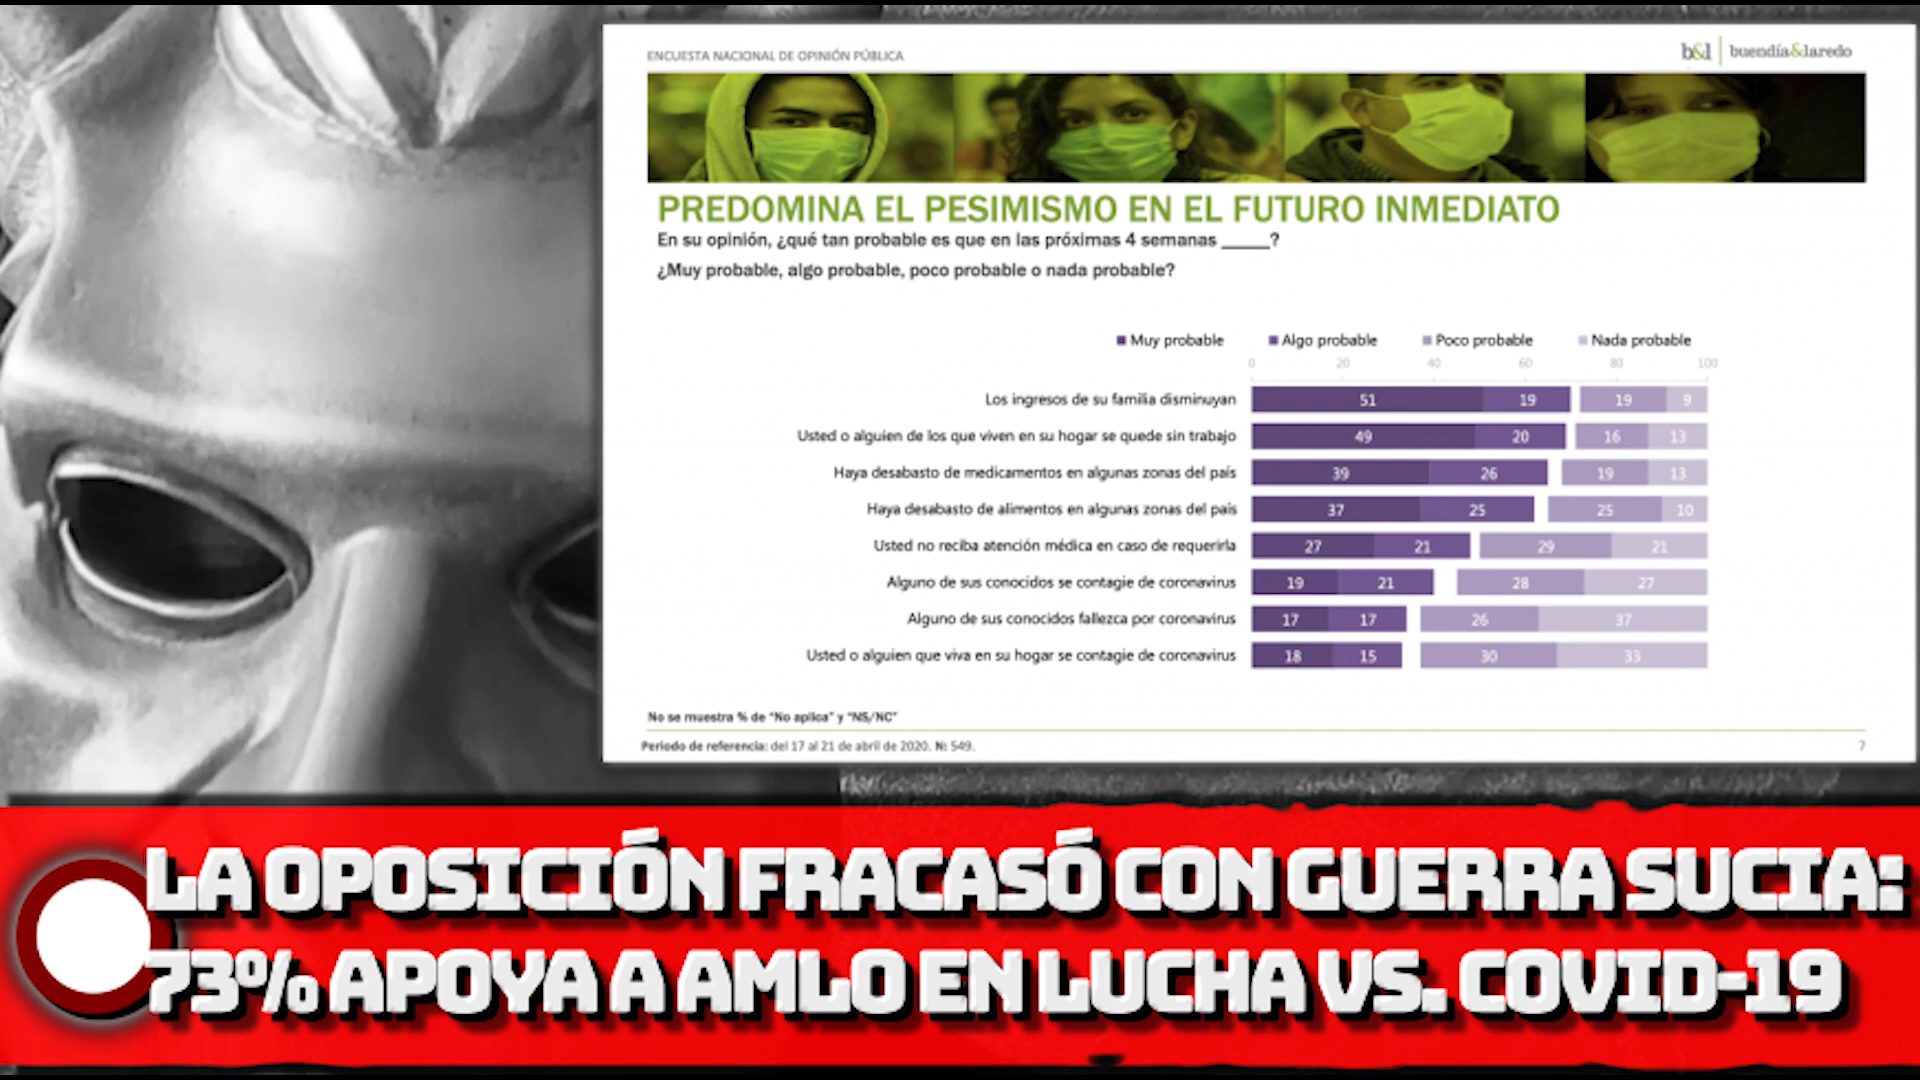 ENCUESTA NACIONAL DE OPINIÓN PÚBLICA
b&l | buendía&laredo
PREDOMINA EL PESIMISMO EN EL FUTURO INMEDIATO
En su opinión, ¿qué tan probable es que en las próximas 4 semanas _____?
¿Muy probable, algo probable, poco probable o nada probable?
Muy probable Algo probable Poco probable Nada probable
0 20 40 60 80 100
Los ingresos de su familia disminuyan 51 19 19 9
Usted o alguien de los que viven en su hogar se quede sin trabajo 49 20 16 13
Haya desabasto de medicamentos en algunas zonas del país 39 26 19 13
Haya desabasto de alimentos en algunas zonas del país 37 25 25 10
Usted no reciba atención médica en caso de requerirla 27 21 29 21
Alguno de sus conocidos se contagie de coronavirus 19 21 28 27
Alguno de sus conocidos fallezca por coronavirus 17 17 26 37
Usted o alguien que viva en su hogar se contagie de coronavirus 18 15 30 33
No se muestra % de "No aplica" y "NS/NC"
Periodo de referencia: del 17 al 21 de abril de 2020. N: 549.
7
LA OPOSICIÓN FRACASÓ CON GUERRA SUCIA:
73% APOYA A AMLO EN LUCHA VS. COVID-19